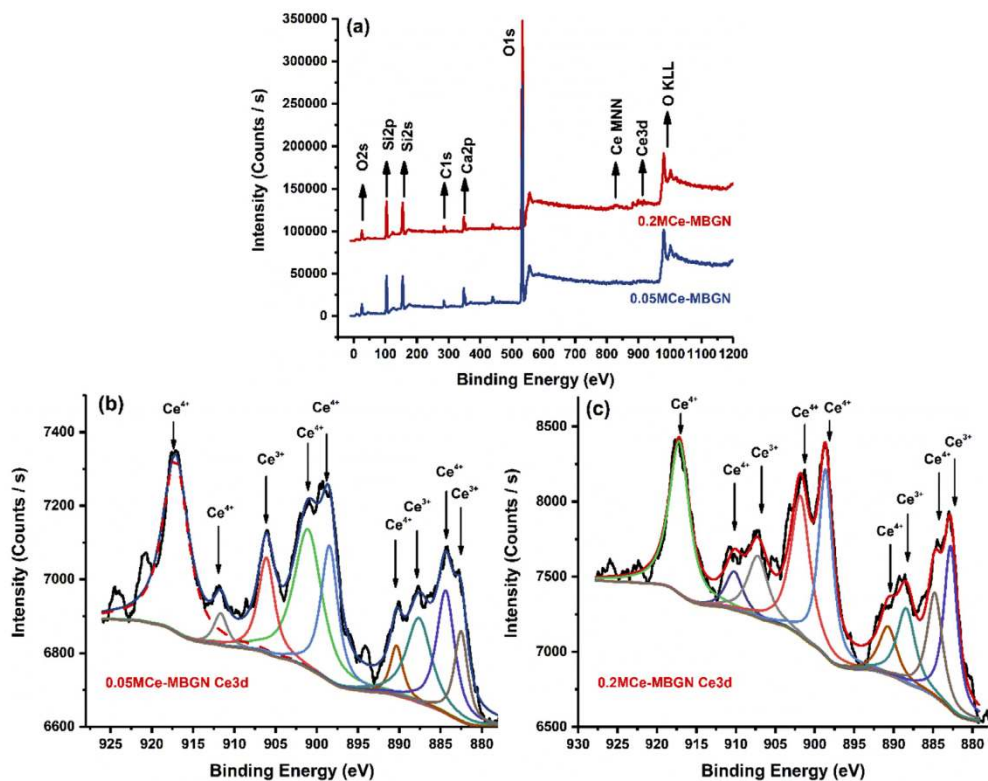 (a)
350000
300000
250000
200000
150000
100000
50000
0
Intensity (Counts / s)
O2s
Si2p
Si2s
C1s
Ca2p
O1s
Ce MNN
Ce3d
O KLL
0.2MCe-MBGN
0.05MCe-MBGN
0 100 200 300 400 500 600 700 800 900 1000 1100 1200
Binding Energy (eV)
(b)
Ce4+
Ce4+
Ce3+
Ce4+
Ce4+
Ce4+
Ce3+
Ce4+
Ce3+
7400
7200
7000
6800
6600
Intensity (Counts / s)
0.05MCe-MBGN Ce3d
925 920 915 910 905 900 895 890 885 880
Binding Energy (eV)
(c)
Ce4+
Ce4+
Ce3+
Ce4+
Ce4+
Ce4+
Ce3+
Ce4+
Ce3+
8500
8000
7500
7000
6500
Intensity (Counts / s)
0.2MCe-MBGN Ce3d
930 925 920 915 910 905 900 895 890 885 880
Binding Energy (eV)